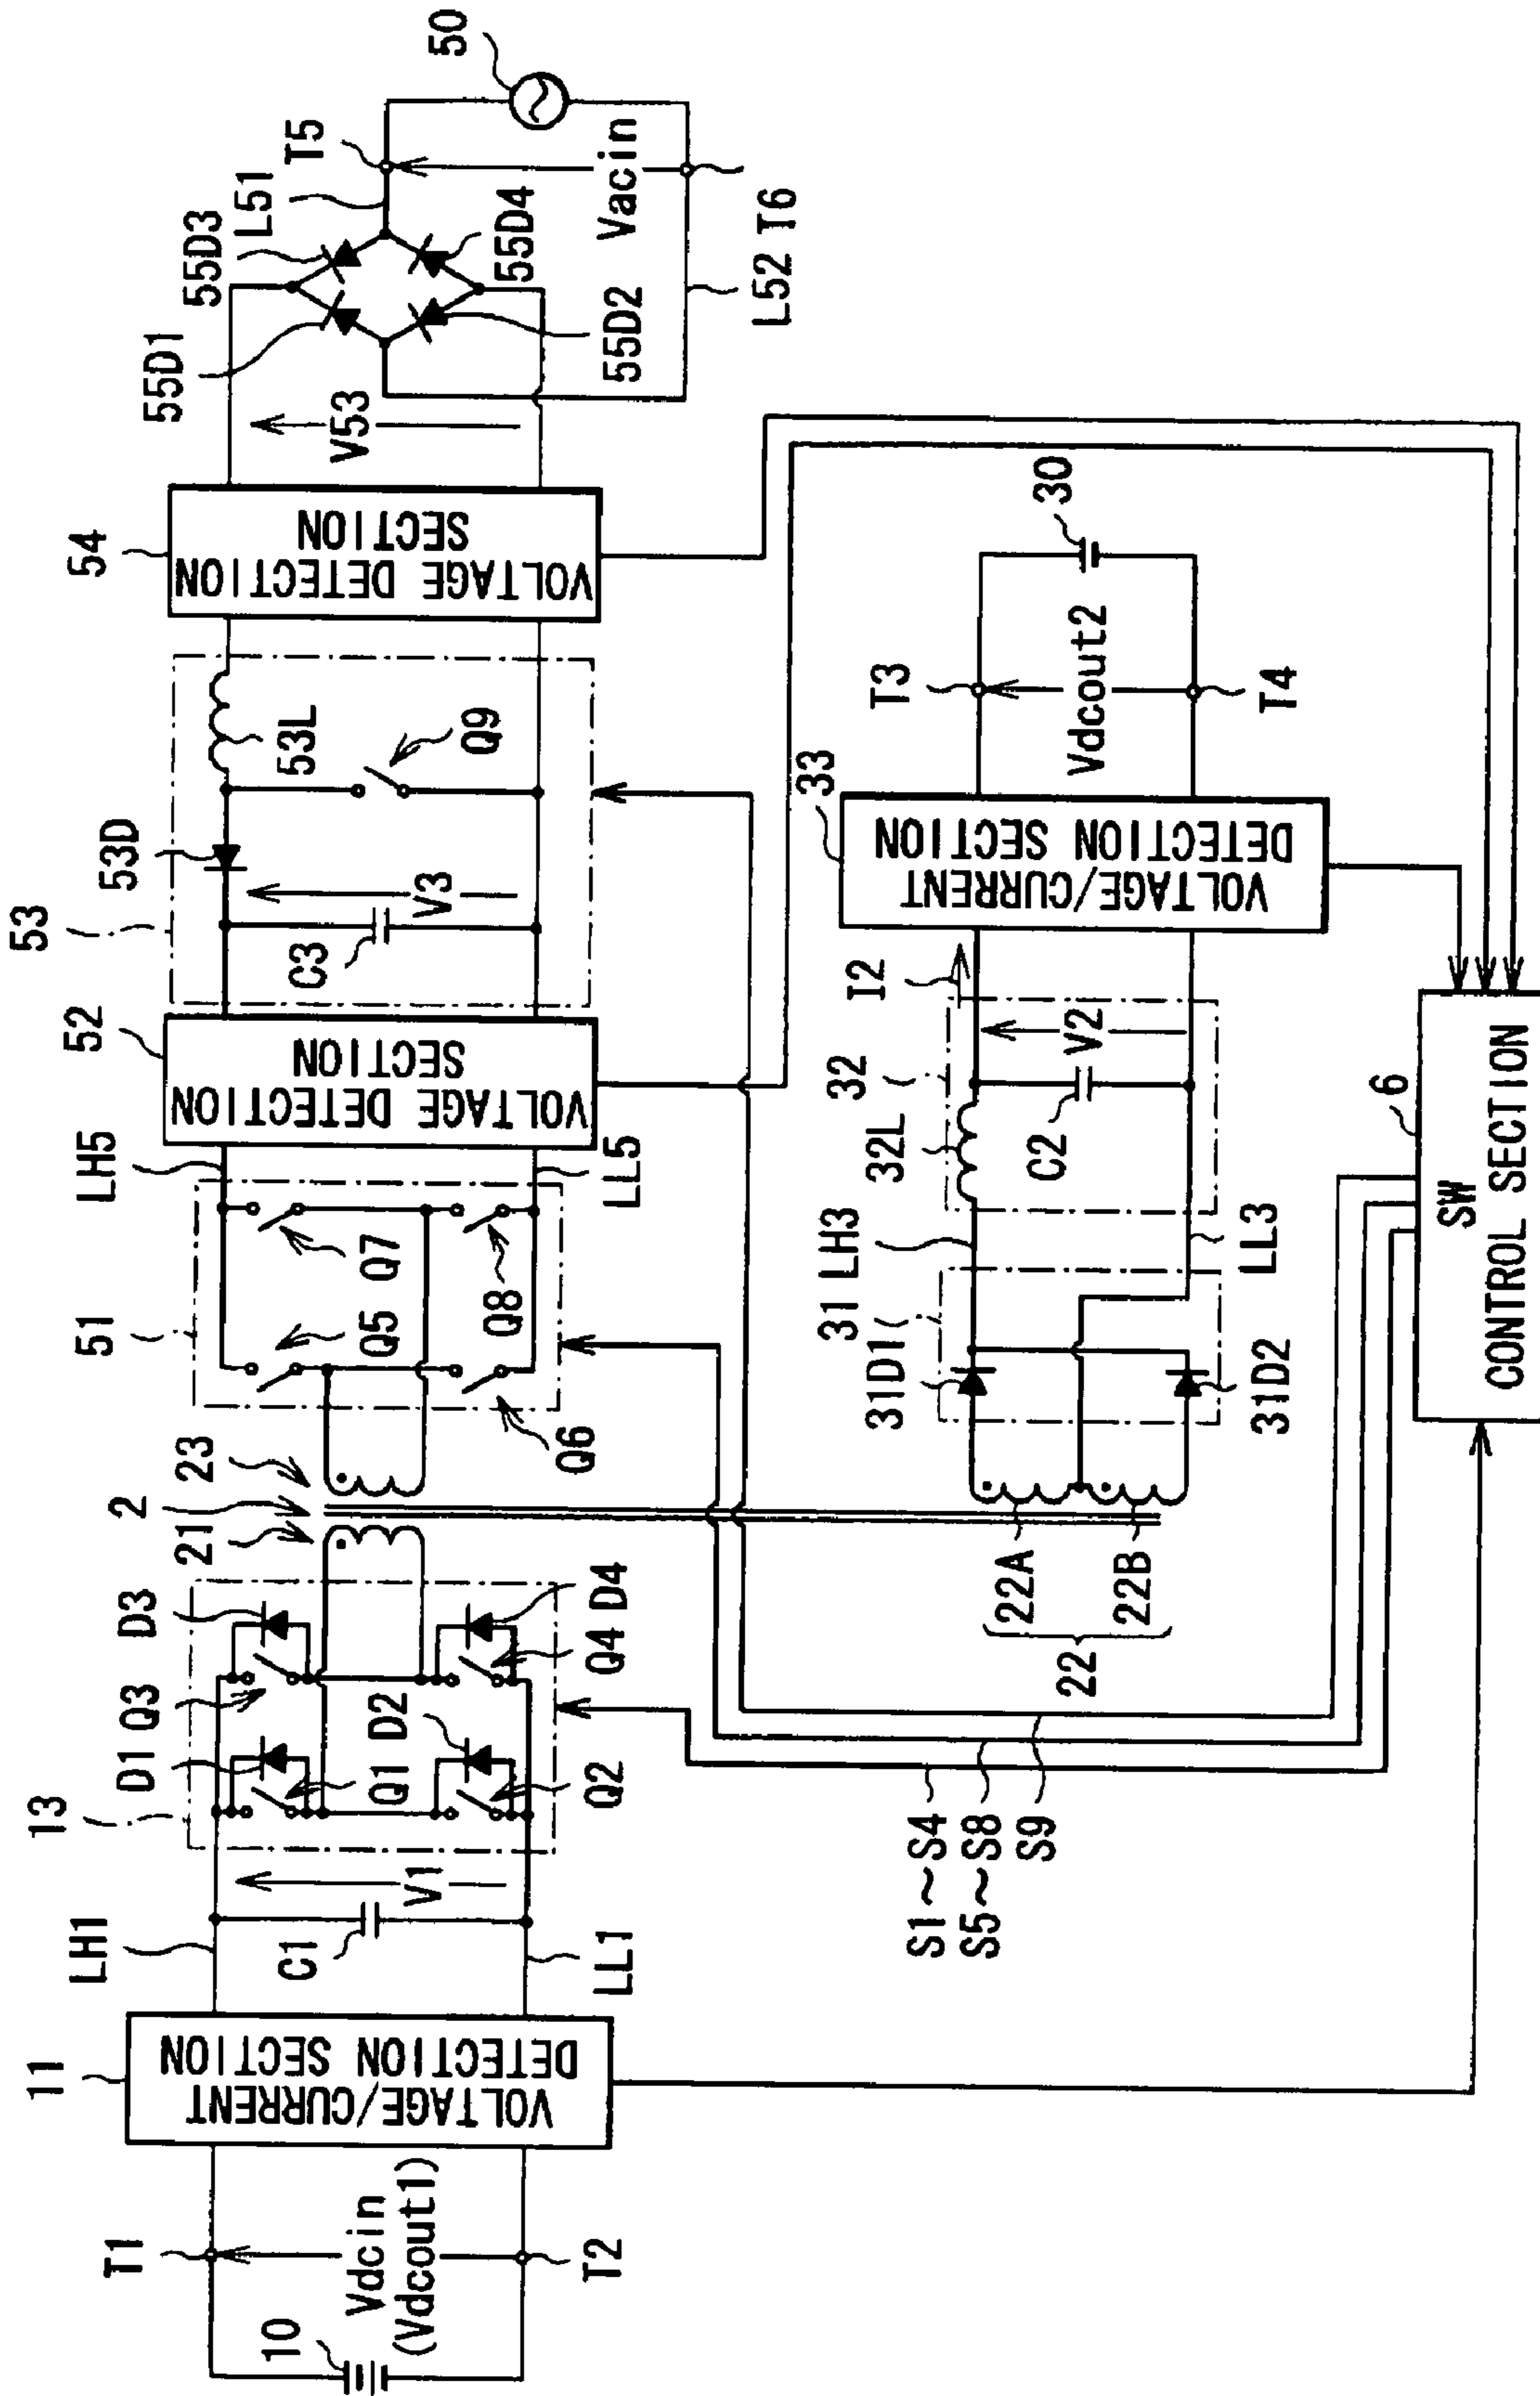 50
T5
L51
55D3
55D4
Vacin
T6
L52
55D1
55D2
V53
54
VOLTAGE DETECTION
SECTION
53
53D
53L
Q9
V3
C3
52
VOLTAGE DETECTION
SECTION
LH5
LL5
51
Q7
Q5
Q8
Q6
23
2
21
13
D3
D4
Q3
Q4
D1
D2
Q1
Q2
V1
C1
LH1
LL1
11
VOLTAGE/CURRENT
DETECTION SECTION
T1
T2
Vdcin
(Vdcout1)
10
30
T3
Vdcout2
T4
33
VOLTAGE/CURRENT
DETECTION SECTION
I2
32
V2
32L
C2
31
LH3
LL3
31D1
31D2
22A
22B
22
S1～S4
S5～S8
S9
6
SW
CONTROL SECTION